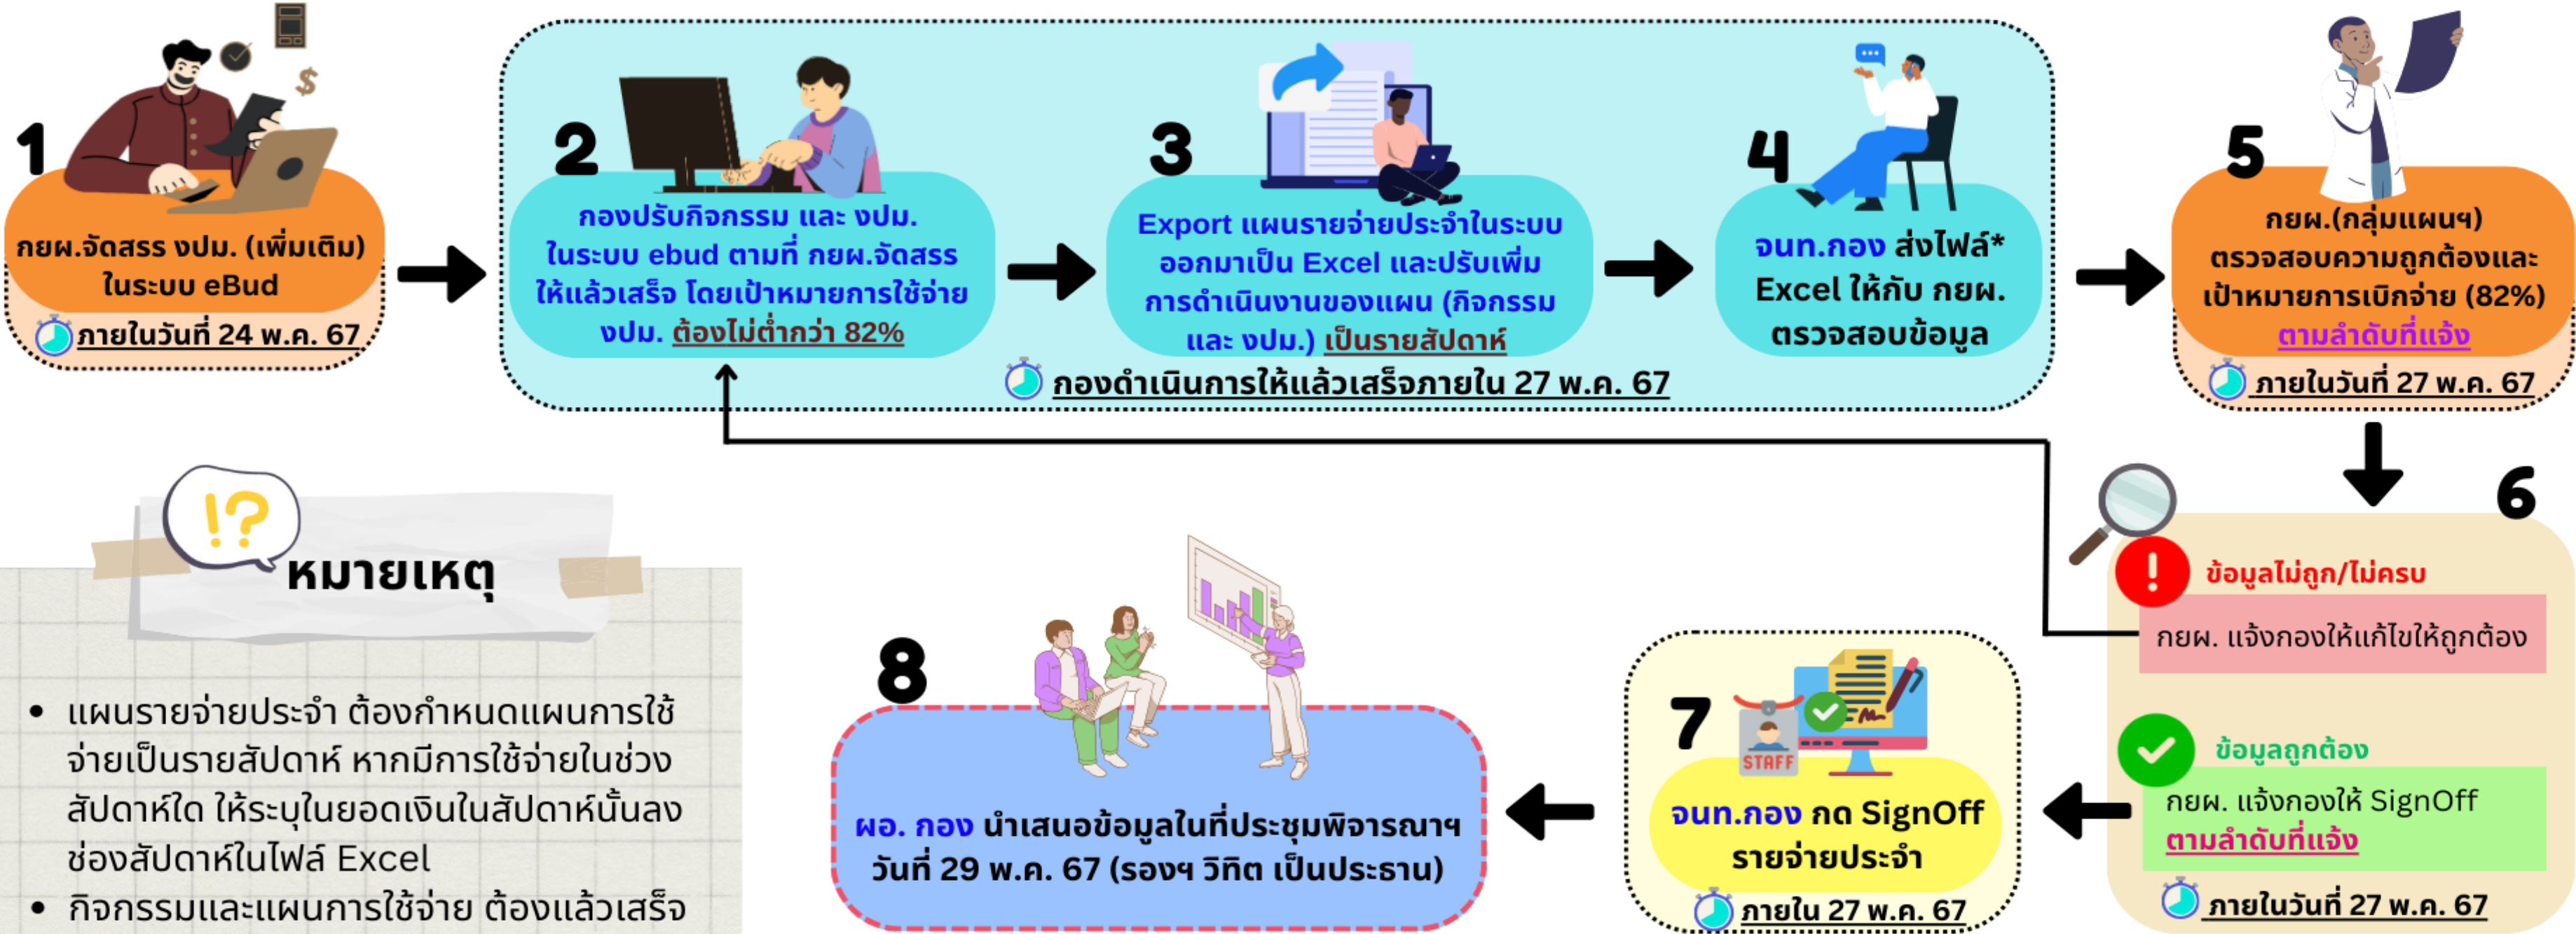 1
กยผ.จัดสรร งปม. (เพิ่มเติม)
ในระบบ eBud
ภายในวันที่ 24 พ.ค. 67
2
กองปรับกิจกรรม และ งปม.
ในระบบ ebud ตามที่ กยผ.จัดสรร
ให้แล้วเสร็จ โดยเป้าหมายการใช้จ่าย
งปม. ต้องไม่ต่ำกว่า 82%
3
Export แผนรายจ่ายประจำในระบบ
ออกมาเป็น Excel และปรับเพิ่ม
การดำเนินงานของแผน (กิจกรรม
และ งปม.) เป็นรายสัปดาห์
4
จนท.กอง ส่งไฟล์*
Excel ให้กับ กยผ.
ตรวจสอบข้อมูล
กองดำเนินการให้แล้วเสร็จภายใน 27 พ.ค. 67
5
กยผ.(กลุ่มแผนฯ)
ตรวจสอบความถูกต้องและ
เป้าหมายการเบิกจ่าย (82%)
ตามลำดับที่แจ้ง
ภายในวันที่ 27 พ.ค. 67
6
ข้อมูลไม่ถูก/ไม่ครบ
กยผ. แจ้งกองให้แก้ไขให้ถูกต้อง
ข้อมูลถูกต้อง
กยผ. แจ้งกองให้ SignOff
ตามลำดับที่แจ้ง
ภายในวันที่ 27 พ.ค. 67
7
STAFF
จนท.กอง กด SignOff
รายจ่ายประจำ
ภายใน 27 พ.ค. 67
8
ผอ. กอง นำเสนอข้อมูลในที่ประชุมพิจารณาฯ
วันที่ 29 พ.ค. 67 (รองฯ วิทิต เป็นประธาน)
!?
หมายเหตุ
• แผนรายจ่ายประจำ ต้องกำหนดแผนการใช้
จ่ายเป็นรายสัปดาห์ หากมีการใช้จ่ายในช่วง
สัปดาห์ใด ให้ระบุในยอดเงินในสัปดาห์นั้นลง
ช่องสัปดาห์ในไฟล์ Excel
• กิจกรรมและแผนการใช้จ่าย ต้องแล้วเสร็จ